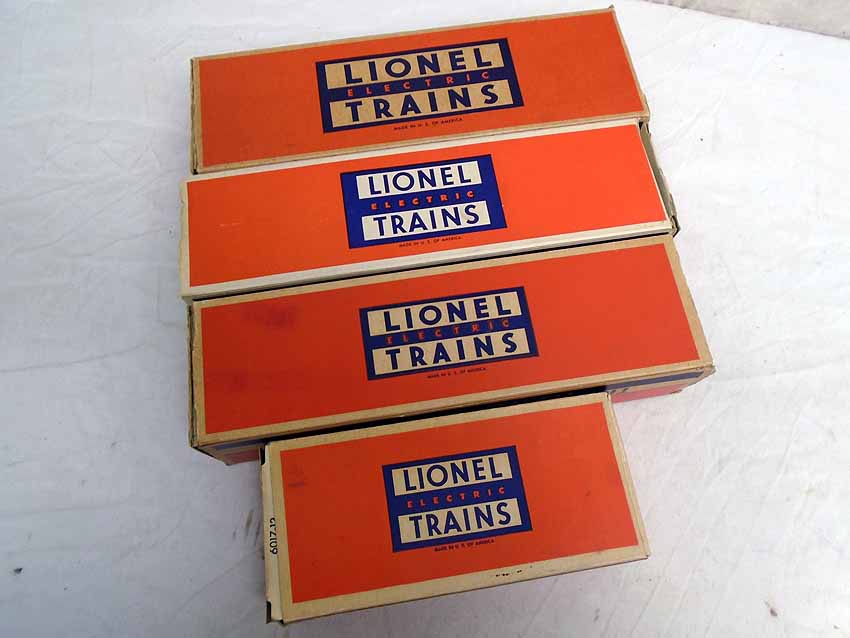 LIONEL
ELECTRIC
TRAINS
MADE IN U. S. OF AMERICA
LIONEL
ELECTRIC
TRAINS
MADE IN U. S. OF AMERICA
LIONEL
ELECTRIC
TRAINS
MADE IN U. S. OF AMERICA
LIONEL
ELECTRIC
TRAINS
MADE IN U. S. OF AMERICA
6017-12